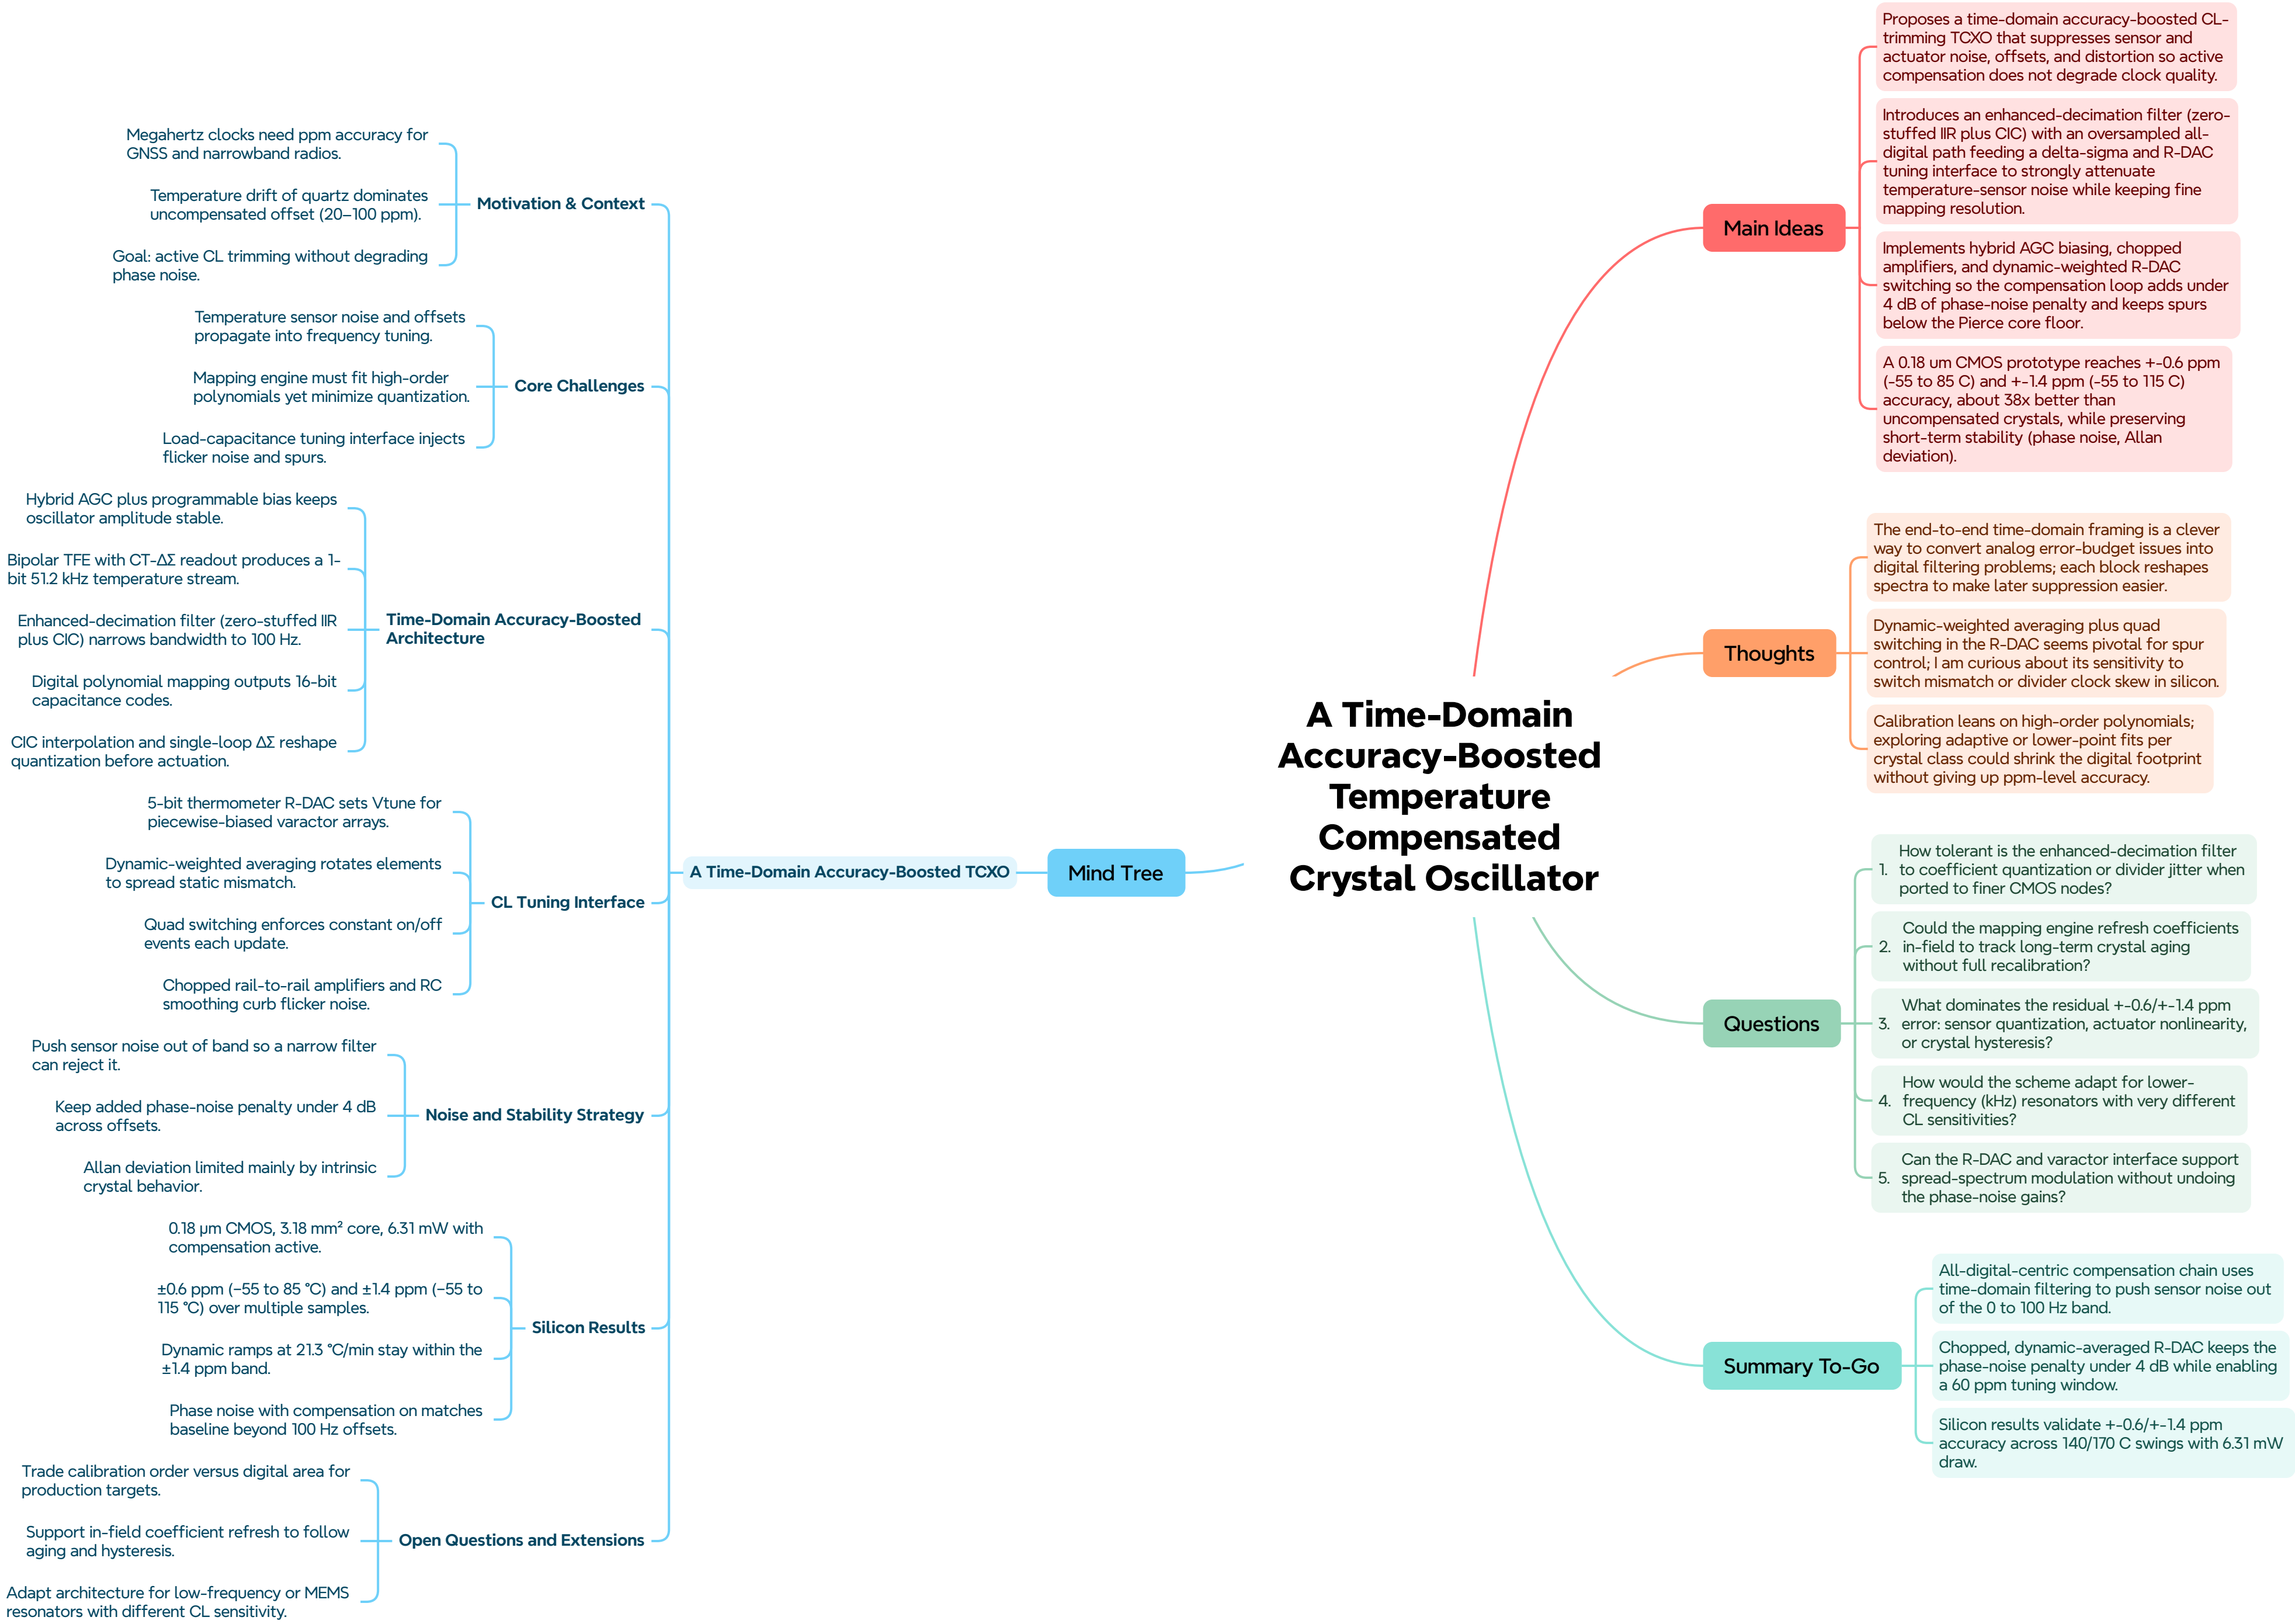 A Time-Domain
Accuracy-Boosted
Temperature
Compensated
Crystal Oscillator
Main Ideas
Proposes a time-domain accuracy-boosted CL-
trimming TCXO that suppresses sensor and
actuator noise, offsets, and distortion so active
compensation does not degrade clock quality.
Introduces an enhanced-decimation filter (zero-
stuffed IIR plus CIC) with an oversampled all-
digital path feeding a delta-sigma and R-DAC
tuning interface to strongly attenuate
temperature-sensor noise while keeping fine
mapping resolution.
Implements hybrid AGC biasing, chopped
amplifiers, and dynamic-weighted R-DAC
switching so the compensation loop adds under
4 dB of phase-noise penalty and keeps spurs
below the Pierce core floor.
A 0.18 um CMOS prototype reaches +-0.6 ppm
(-55 to 85 C) and +-1.4 ppm (-55 to 115 C)
accuracy, about 38x better than
uncompensated crystals, while preserving
short-term stability (phase noise, Allan
deviation).
Thoughts
The end-to-end time-domain framing is a clever
way to convert analog error-budget issues into
digital filtering problems; each block reshapes
spectra to make later suppression easier.
Dynamic-weighted averaging plus quad
switching in the R-DAC seems pivotal for spur
control; I am curious about its sensitivity to
switch mismatch or divider clock skew in silicon.
Calibration leans on high-order polynomials;
exploring adaptive or lower-point fits per
crystal class could shrink the digital footprint
without giving up ppm-level accuracy.
Questions
How tolerant is the enhanced-decimation filter
1. to coefficient quantization or divider jitter when
ported to finer CMOS nodes?
Could the mapping engine refresh coefficients
2. in-field to track long-term crystal aging
without full recalibration?
What dominates the residual +-0.6/+-1.4 ppm
3. error: sensor quantization, actuator nonlinearity,
or crystal hysteresis?
How would the scheme adapt for lower-
4. frequency (kHz) resonators with very different
CL sensitivities?
Can the R-DAC and varactor interface support
5. spread-spectrum modulation without undoing
the phase-noise gains?
Summary To-Go
All-digital-centric compensation chain uses
time-domain filtering to push sensor noise out
of the 0 to 100 Hz band.
Chopped, dynamic-averaged R-DAC keeps the
phase-noise penalty under 4 dB while enabling
a 60 ppm tuning window.
Silicon results validate +-0.6/+-1.4 ppm
accuracy across 140/170 C swings with 6.31 mW
draw.
Mind Tree
A Time-Domain Accuracy-Boosted TCXO
Motivation & Context
Megahertz clocks need ppm accuracy for
GNSS and narrowband radios.
Temperature drift of quartz dominates
uncompensated offset (20–100 ppm).
Goal: active CL trimming without degrading
phase noise.
Core Challenges
Temperature sensor noise and offsets
propagate into frequency tuning.
Mapping engine must fit high-order
polynomials yet minimize quantization.
Load-capacitance tuning interface injects
flicker noise and spurs.
Time-Domain Accuracy-Boosted
Architecture
Hybrid AGC plus programmable bias keeps
oscillator amplitude stable.
Bipolar TFE with CT-ΔΣ readout produces a 1-
bit 51.2 kHz temperature stream.
Enhanced-decimation filter (zero-stuffed IIR
plus CIC) narrows bandwidth to 100 Hz.
Digital polynomial mapping outputs 16-bit
capacitance codes.
CIC interpolation and single-loop ΔΣ reshape
quantization before actuation.
CL Tuning Interface
5-bit thermometer R-DAC sets Vtune for
piecewise-biased varactor arrays.
Dynamic-weighted averaging rotates elements
to spread static mismatch.
Quad switching enforces constant on/off
events each update.
Chopped rail-to-rail amplifiers and RC
smoothing curb flicker noise.
Noise and Stability Strategy
Push sensor noise out of band so a narrow filter
can reject it.
Keep added phase-noise penalty under 4 dB
across offsets.
Allan deviation limited mainly by intrinsic
crystal behavior.
Silicon Results
0.18 µm CMOS, 3.18 mm² core, 6.31 mW with
compensation active.
±0.6 ppm (−55 to 85 °C) and ±1.4 ppm (−55 to
115 °C) over multiple samples.
Dynamic ramps at 21.3 °C/min stay within the
±1.4 ppm band.
Phase noise with compensation on matches
baseline beyond 100 Hz offsets.
Open Questions and Extensions
Trade calibration order versus digital area for
production targets.
Support in-field coefficient refresh to follow
aging and hysteresis.
Adapt architecture for low-frequency or MEMS
resonators with different CL sensitivity.